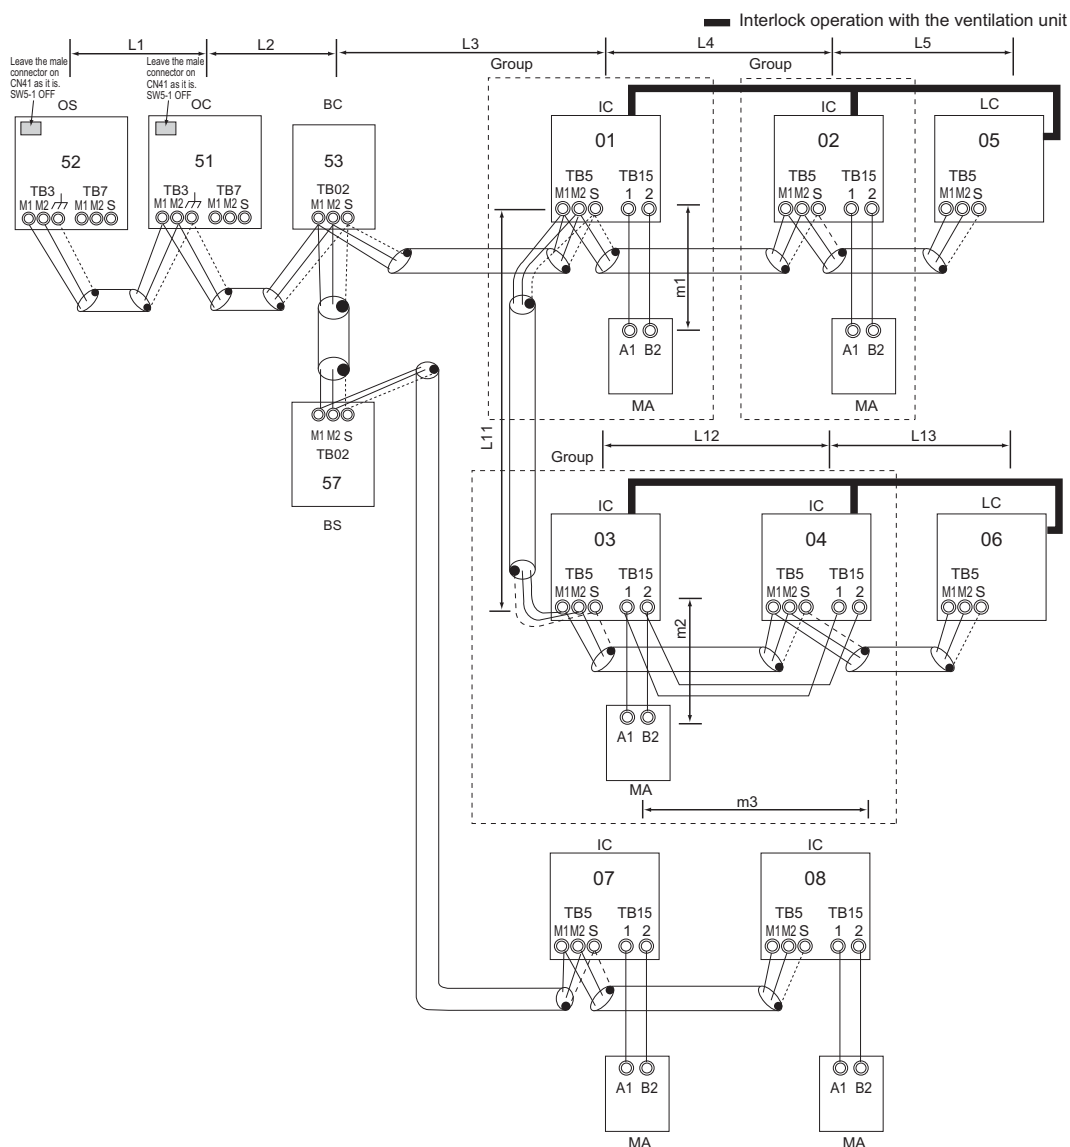 Interlock operation with the ventilation unit
L1 L2 L3 L4 L5
Group Group
Leave the male
connector on
CN41 as it is.
SW5-1 OFF
Leave the male
connector on
CN41 as it is.
SW5-1 OFF
OS OC BC IC IC LC
52 51 53 01 02 05
TB3 TB7 TB3 TB7 TB02 TB5 TB15 TB5 TB15 TB5
M1 M2 M1 M2 S M1 M2 M1 M2 S M1 M2 S M1 M2 S 1 2 M1 M2 S 1 2 M1 M2 S
m1
A1 B2 A1 B2
MA MA
M1 M2 S
TB02
57
BS
L11
L12 L13
Group
IC IC LC
03 04 06
TB5 TB15 TB5 TB15 TB5
M1 M2 S 1 2 M1 M2 S 1 2 M1 M2 S
m2
A1 B2
MA
m3
IC IC
07 08
TB5 TB15 TB5 TB15
M1 M2 S 1 2 M1 M2 S 1 2
A1 B2 A1 B2
MA MA